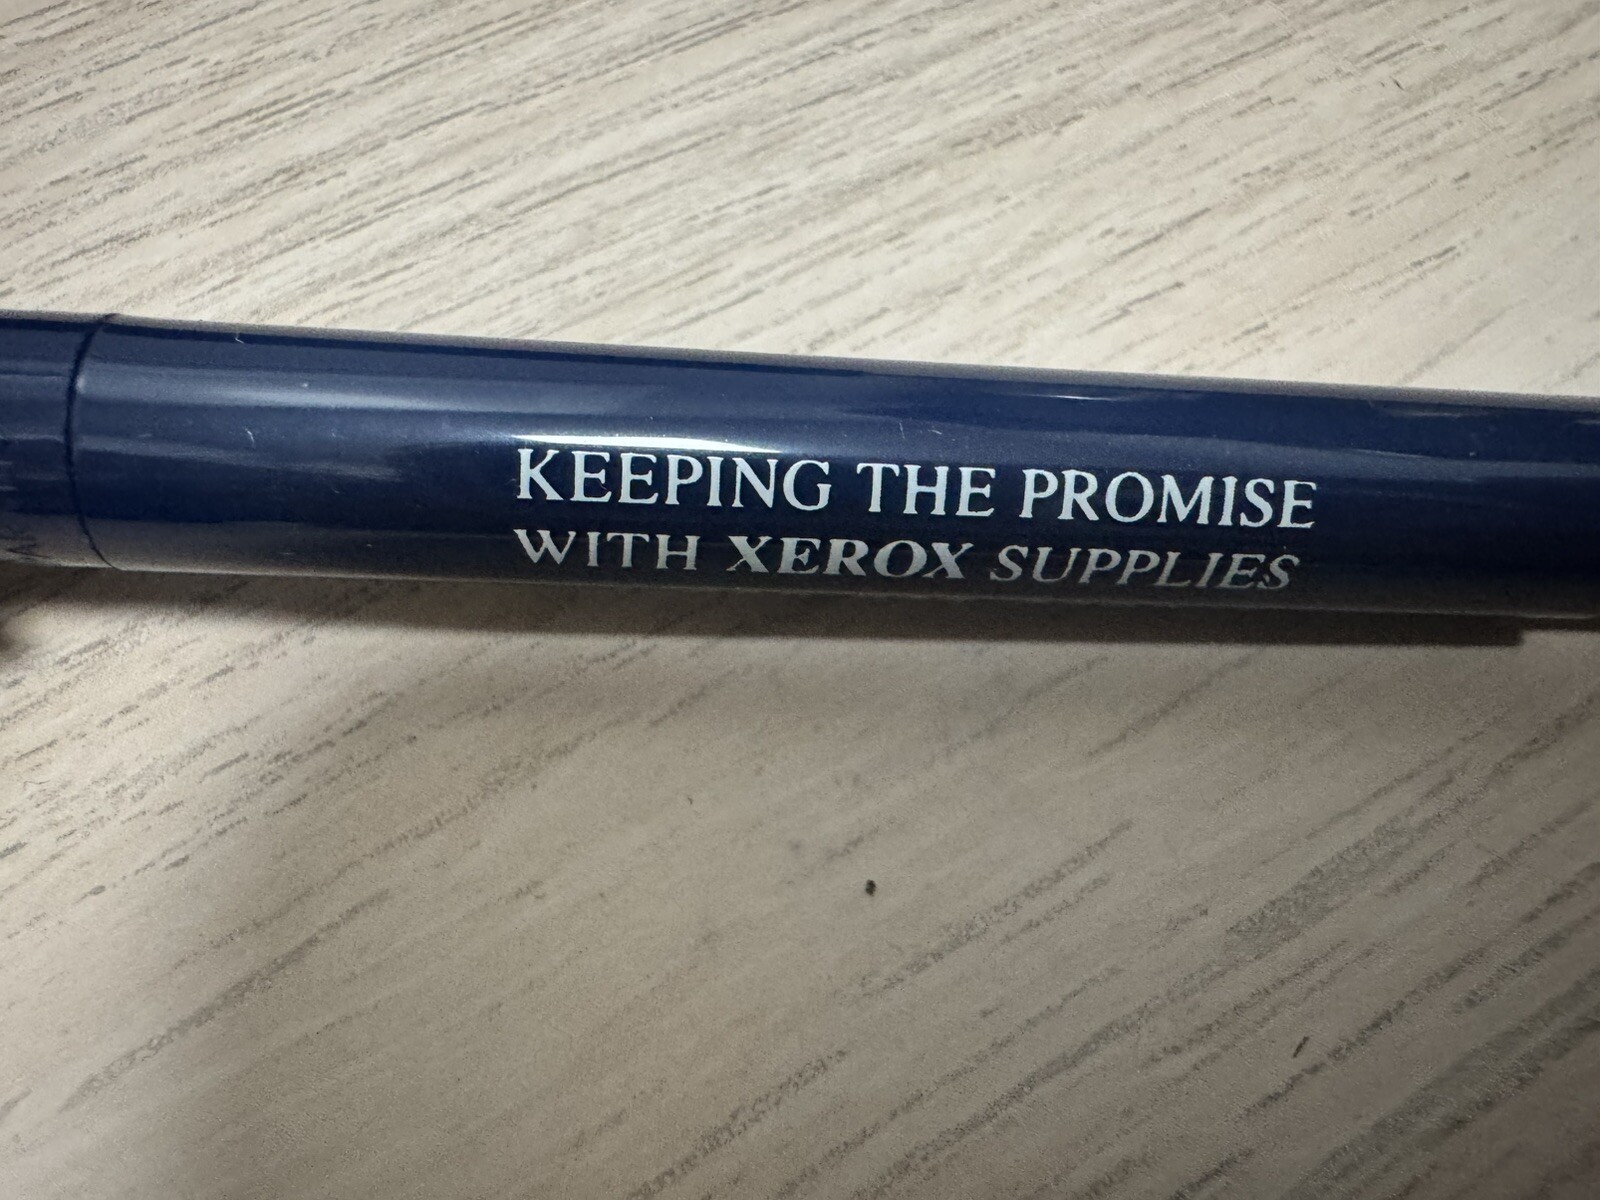 KEEPING THE PROMISE
WITH XEROX SUPPLIES